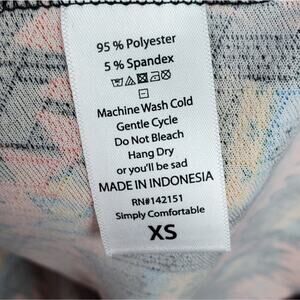 95 % Polyester
5 % Spandex
Machine Wash Cold
Gentle Cycle
Do Not Bleach
Hang Dry
or you'll be sad
MADE IN INDONESIA
RN#142151
Simply Comfortable
XS